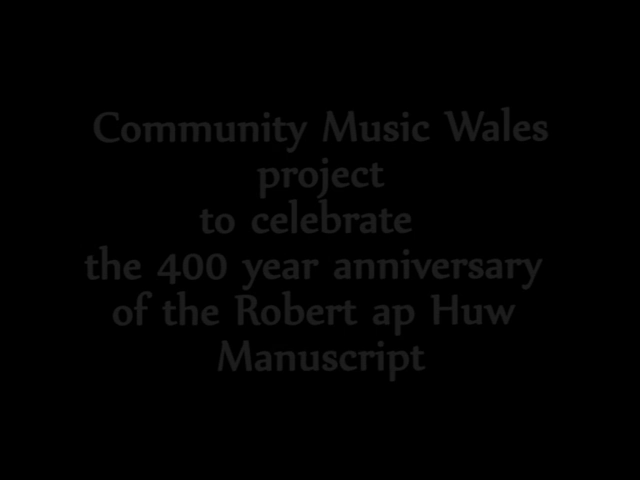 Community Music Wales
project
to celebrate
the 400 year anniversary
of the Robert ap Huw
Manuscript